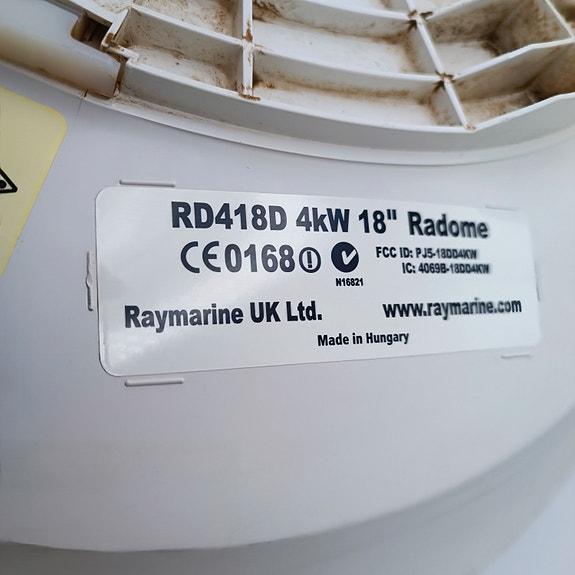 RD418D 4kW 18" Radome
CE0168
FCC ID: PJ5-18DD4KW
IC: 4069B-18DD4KW
N16821
Raymarine UK Ltd.
www.raymarine.com
Made in Hungary